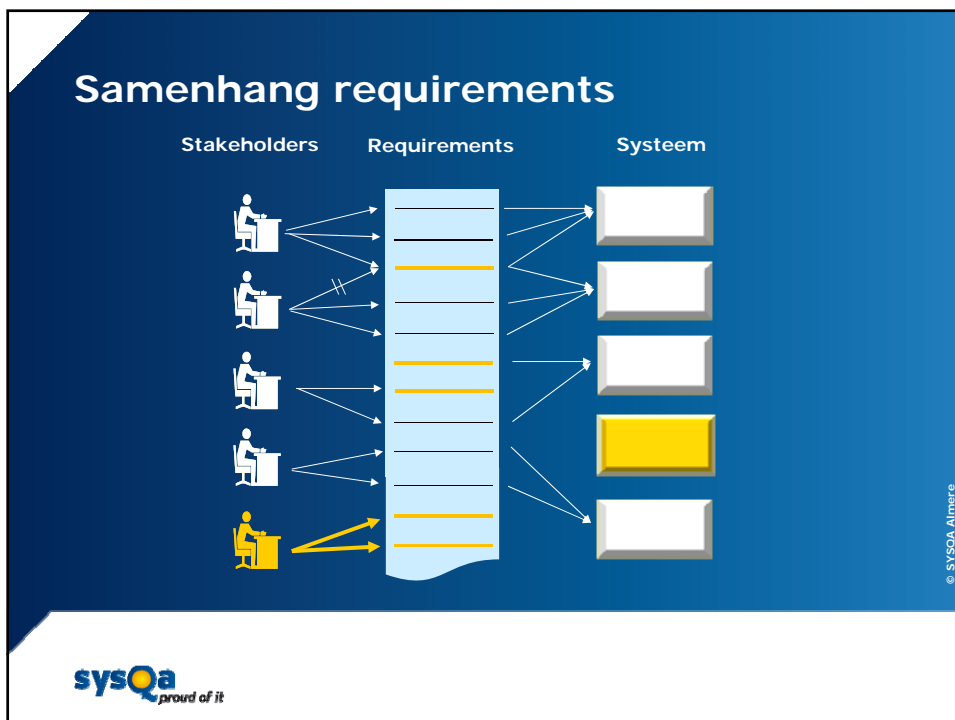 Samenhang requirements
Stakeholders Requirements Systeem
© SYSQA Almere
sysQa
proud of it